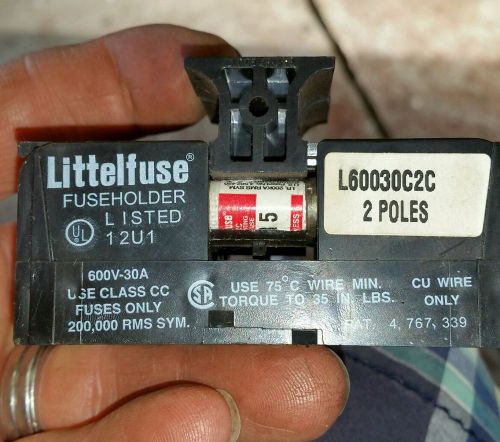 Littelfuse®
FUSEHOLDER
LISTED
12U1
UL
L60030C2C
2 POLES
5
600V-30A
USE CLASS CC
FUSES ONLY
200,000 RMS SYM.
USE 75°C WIRE MIN.
TORQUE TO 35 IN. LBS.
CU WIRE
ONLY
PAT. 4,767,339